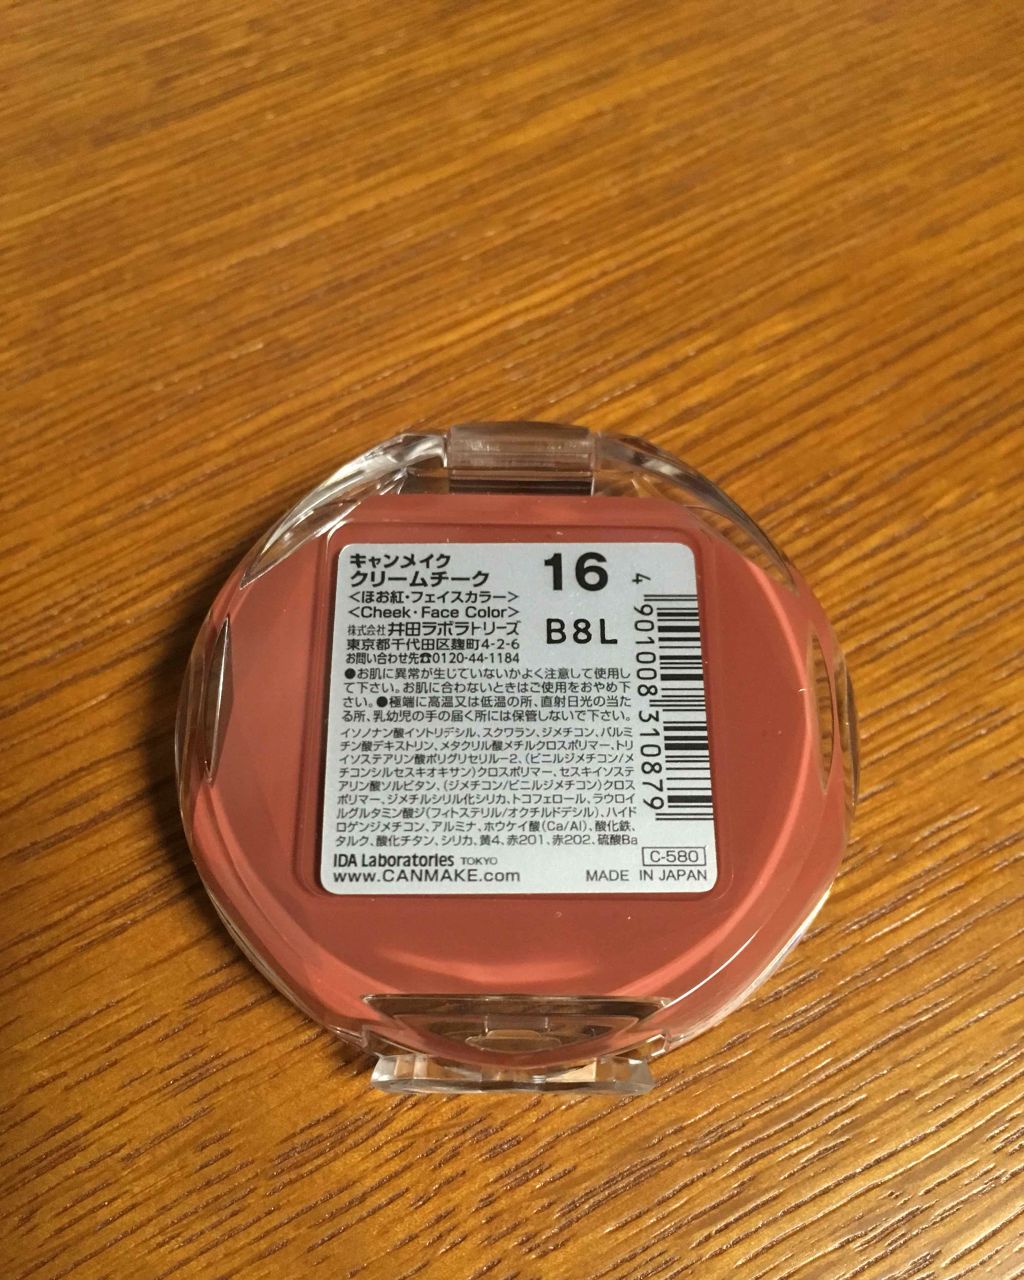 キャンメイク
クリームチーク
<ほお紅・フェイスカラー>
<Cheek・Face Color>
株式会社 井田ラボラトリーズ
東京都千代田区麹町4-2-6
お問い合わせ先☎0120-44-1184
16
B8L
●お肌に異常が生じていないかよく注意して使用し
て下さい。お肌に合わないときはご使用をおやめ下
さい。●極端に高温又は低温の所、直射日光の当た
る所、乳幼児の手の届く所には保管しないで下さい。
イソノナン酸イソトリデシル、スクワラン、ジメチコン、パルミ
チン酸デキストリン、メタクリル酸メチルクロスポリマー、トリ
イソステアリン酸ポリグリセリル-2、(ビニルジメチコン/メ
チコンシルセスキオキサン)クロスポリマー、セスキイソステ
アリン酸ソルビタン、(ジメチコン/ビニルジメチコン)クロス
ポリマー、ジメチルシリル化シリカ、トコフェロール、ラウロイ
ルグルタミン酸ジ(フィトステリル/オクチルドデシル)、ハイド
ロゲンジメチコン、アルミナ、ホウケイ酸(Ca/Al)、酸化鉄、
タルク、酸化チタン、シリカ、黄4、赤201、赤202、硫酸Ba
IDA Laboratories TOKYO
www.CANMAKE.com
C-580
MADE IN JAPAN
4 901008 310879